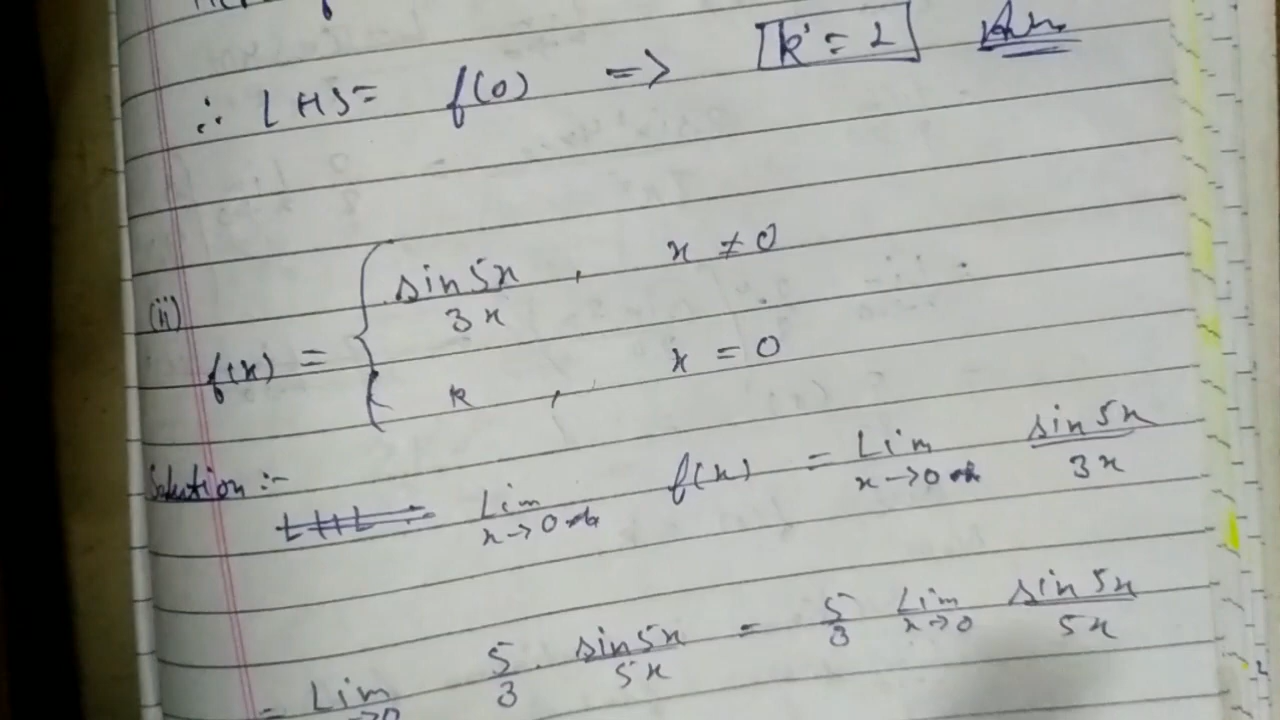 ∴ LHS = f(0) => k = 2 Ans
(ii) f(x) = { sin5x / 3x , x ≠ 0
k , x = 0
Solution :-
Lim x→0 f(x) = Lim x→0 sin5x / 3x
= Lim x→0 5/3 . sin5x / 5x = 5/3 Lim x→0 sin5x / 5x